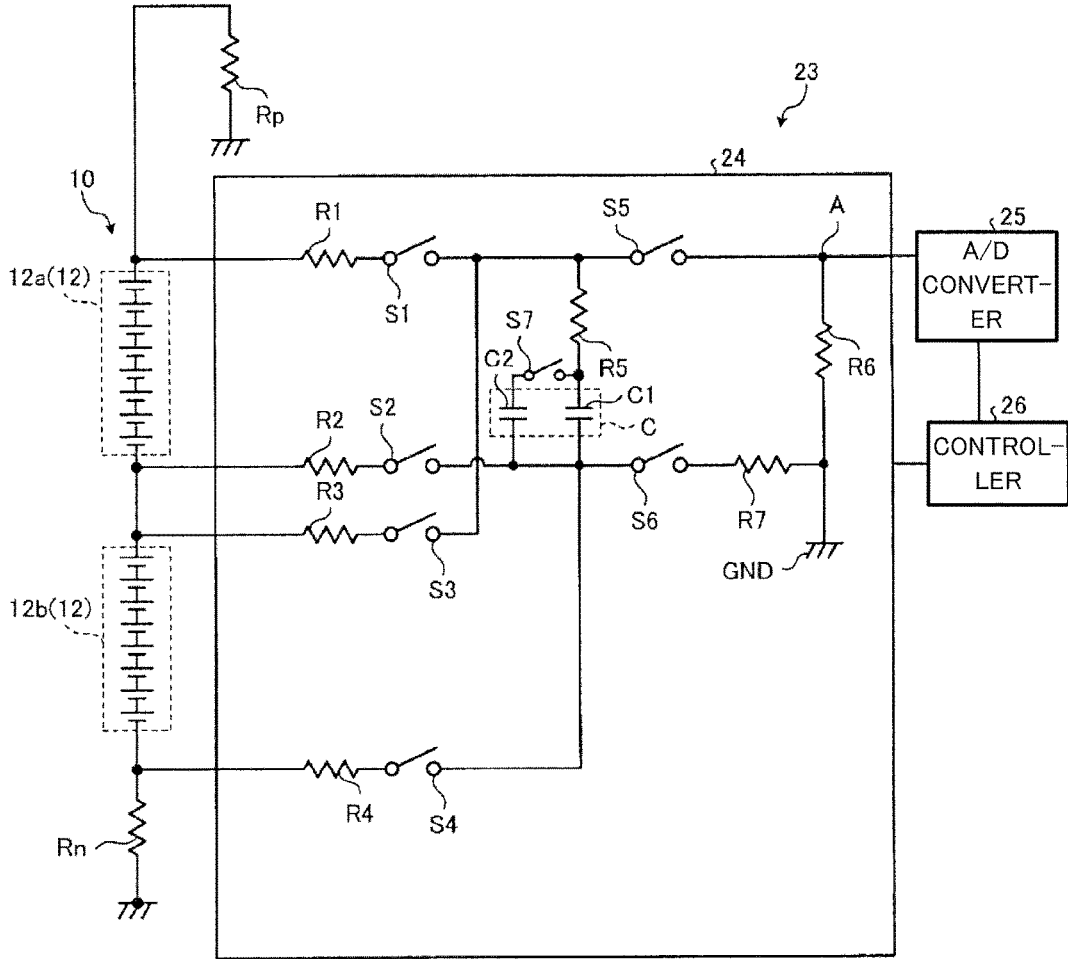 Rp
23
24
10
R1
S1
S5
A
25
A/D
CONVERT-
ER
12a(12)
S7
R5
C2
C1
C
R6
26
CONTROL-
LER
R2
S2
R3
S3
S6
R7
GND
12b(12)
R4
S4
Rn